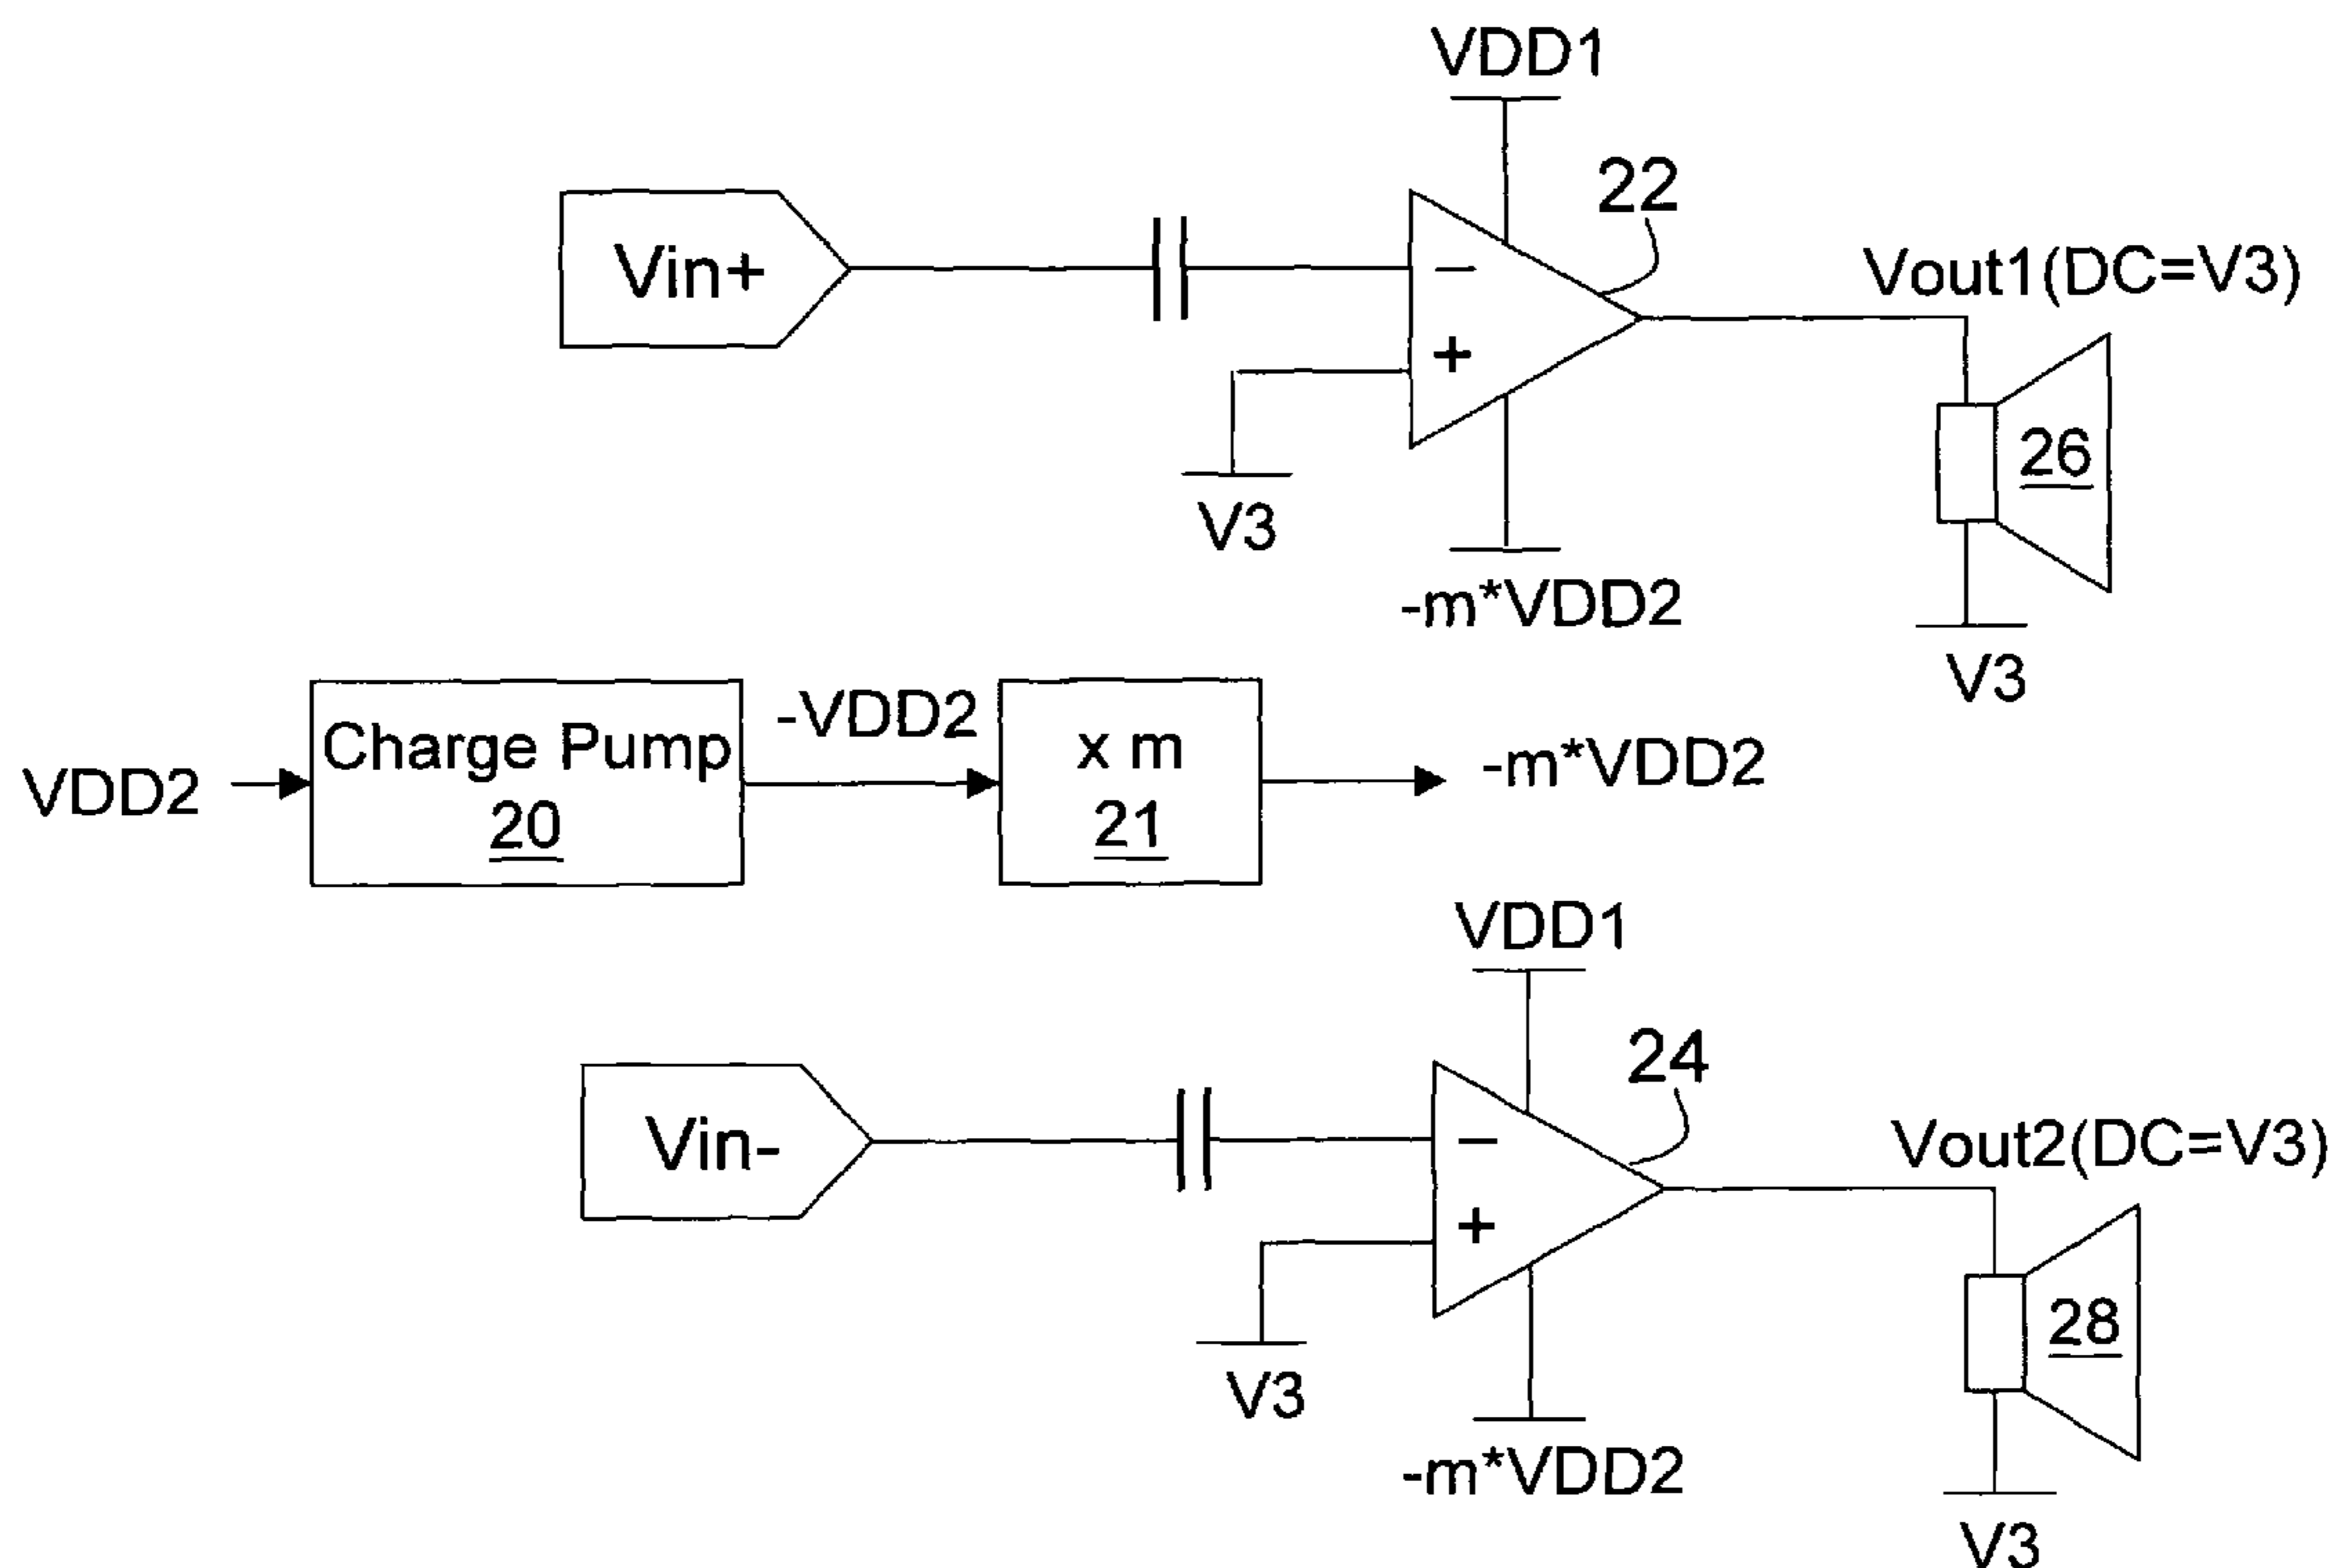 VDD1
22
Vin+
Vout1(DC=V3)
−
+
26
V3
-m*VDD2
V3
VDD2
Charge Pump
20
-VDD2
x m
21
-m*VDD2
VDD1
24
Vin-
Vout2(DC=V3)
−
+
28
V3
-m*VDD2
V3